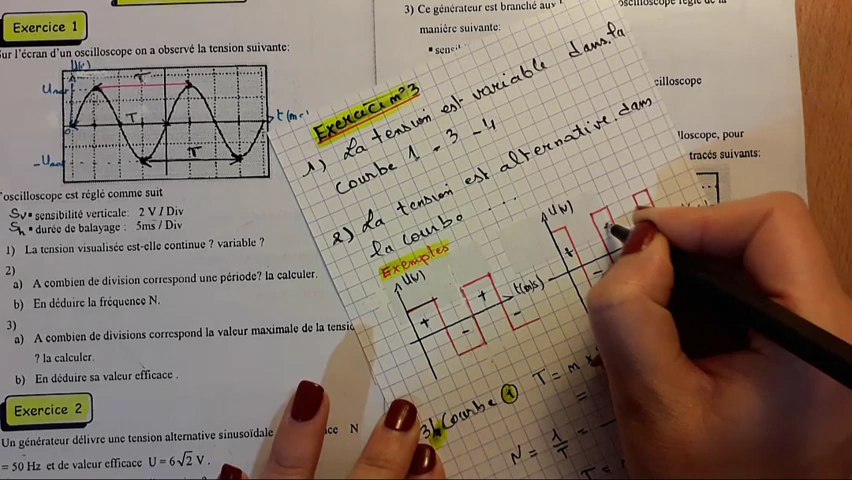 Exercice 1
Sur l'écran d'un oscilloscope on a observé la tension suivante:
U(v)
Umax
T
t(ms)
T
T
-Umax
L'oscilloscope est réglé comme suit
Sv • sensibilité verticale: 2 V / Div
Sh • durée de balayage : 5ms / Div
1) La tension visualisée est-elle continue ? variable ?
2)
a) A combien de division correspond une période? la calculer.
b) En déduire la fréquence N.
3)
a) A combien de divisions correspond la valeur maximale de la tension
? la calculer.
b) En déduire sa valeur efficace .
Exercice 2
Un générateur délivre une tension alternative sinusoïdale N
= 50 Hz et de valeur efficace U = 6√2 V .
3) Ce générateur est branché aux
manière suivante:
oscilloscope
oscilloscope, pour
tracés suivants:
Exercice n°3
1) La tension est variable dans la
courbe 1 - 3 - 4
2) La tension est alternative dans
la courbe ...
Exemples
U(v)
+
-
+
-
t(ms)
U(v)
+
-
3) Courbe 1
T = m ×
=
N = 1/T =